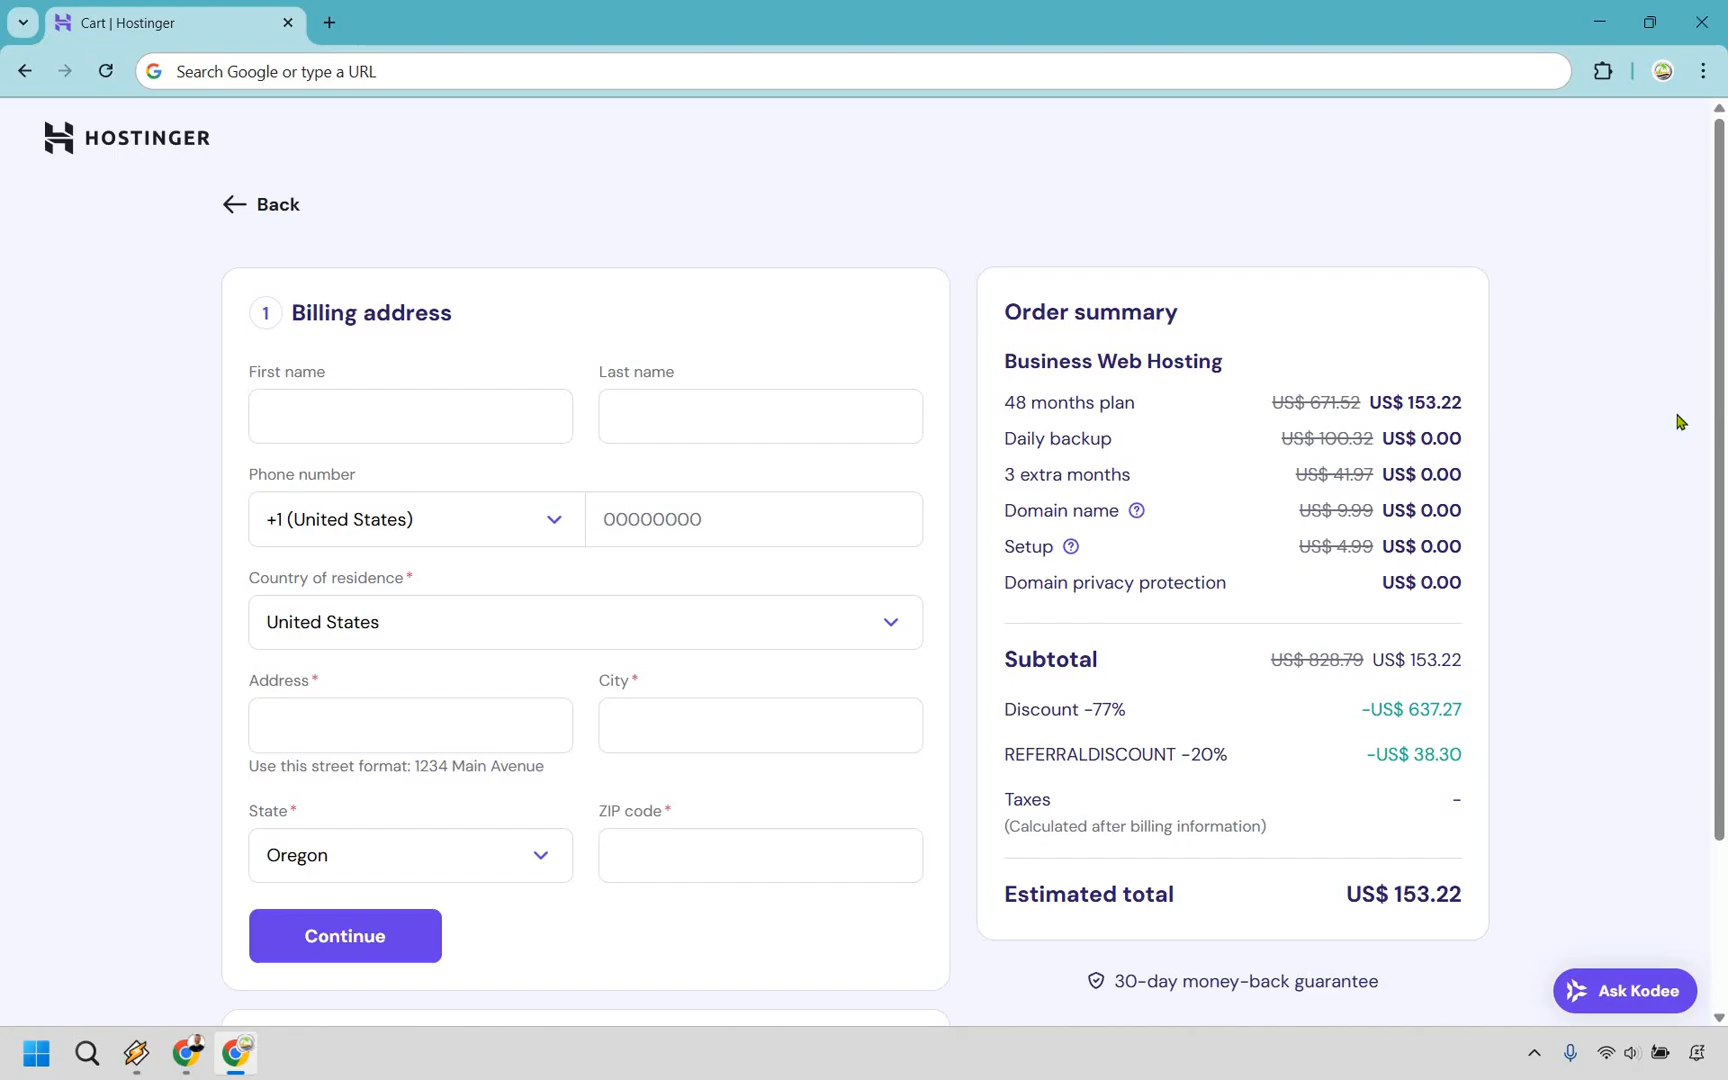 Cart | Hostinger
Search Google or type a URL
HOSTINGER
Back
1 Billing address
First name
Last name
Phone number
+1 (United States)
00000000
Country of residence*
United States
Address*
City*
Use this street format: 1234 Main Avenue
State*
ZIP code*
Oregon
Continue
Order summary
Business Web Hosting
48 months plan US$ 671.52 US$ 153.22
Daily backup US$ 100.32 US$ 0.00
3 extra months US$ 41.97 US$ 0.00
Domain name US$ 9.99 US$ 0.00
Setup US$ 4.99 US$ 0.00
Domain privacy protection US$ 0.00
Subtotal US$ 828.79 US$ 153.22
Discount -77% -US$ 637.27
REFERRALDISCOUNT -20% -US$ 38.30
Taxes -
(Calculated after billing information)
Estimated total US$ 153.22
30-day money-back guarantee
Ask Kodee